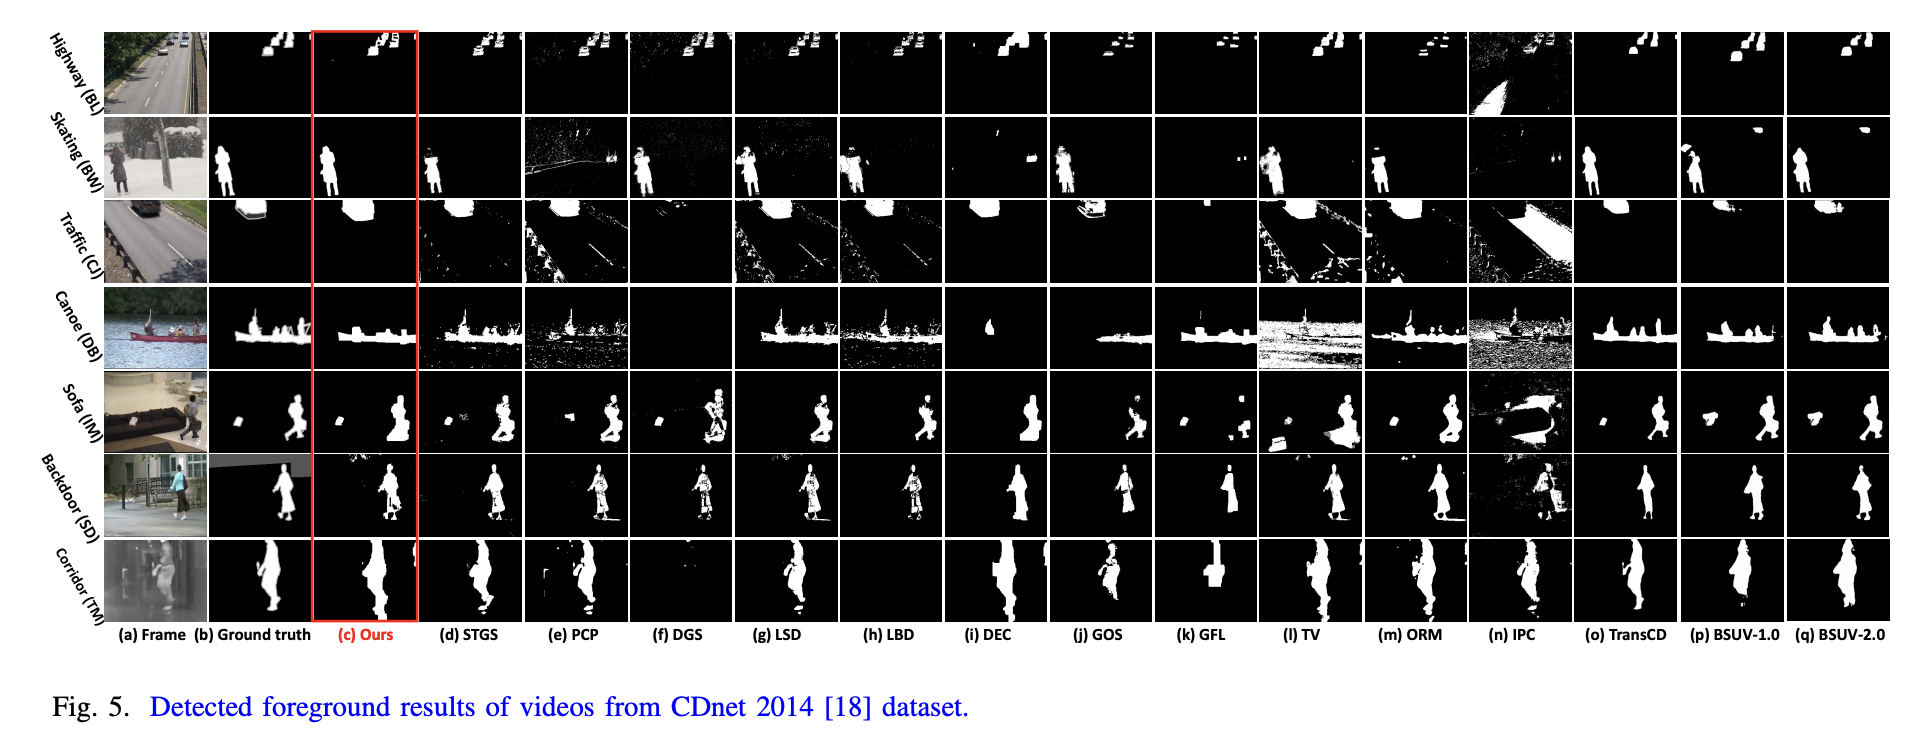 Highway (BL)
Skating (BW)
Traffic (CJ)
Canoe (DB)
Sofa (IM)
Backdoor (SD)
Corridor (TM)
(a) Frame (b) Ground truth (c) Ours (d) STGS (e) PCP (f) DGS (g) LSD (h) LBD (i) DEC (j) GOS (k) GFL (l) TV (m) ORM (n) IPC (o) TransCD (p) BSUV-1.0 (q) BSUV-2.0
Fig. 5. Detected foreground results of videos from CDnet 2014 [18] dataset.